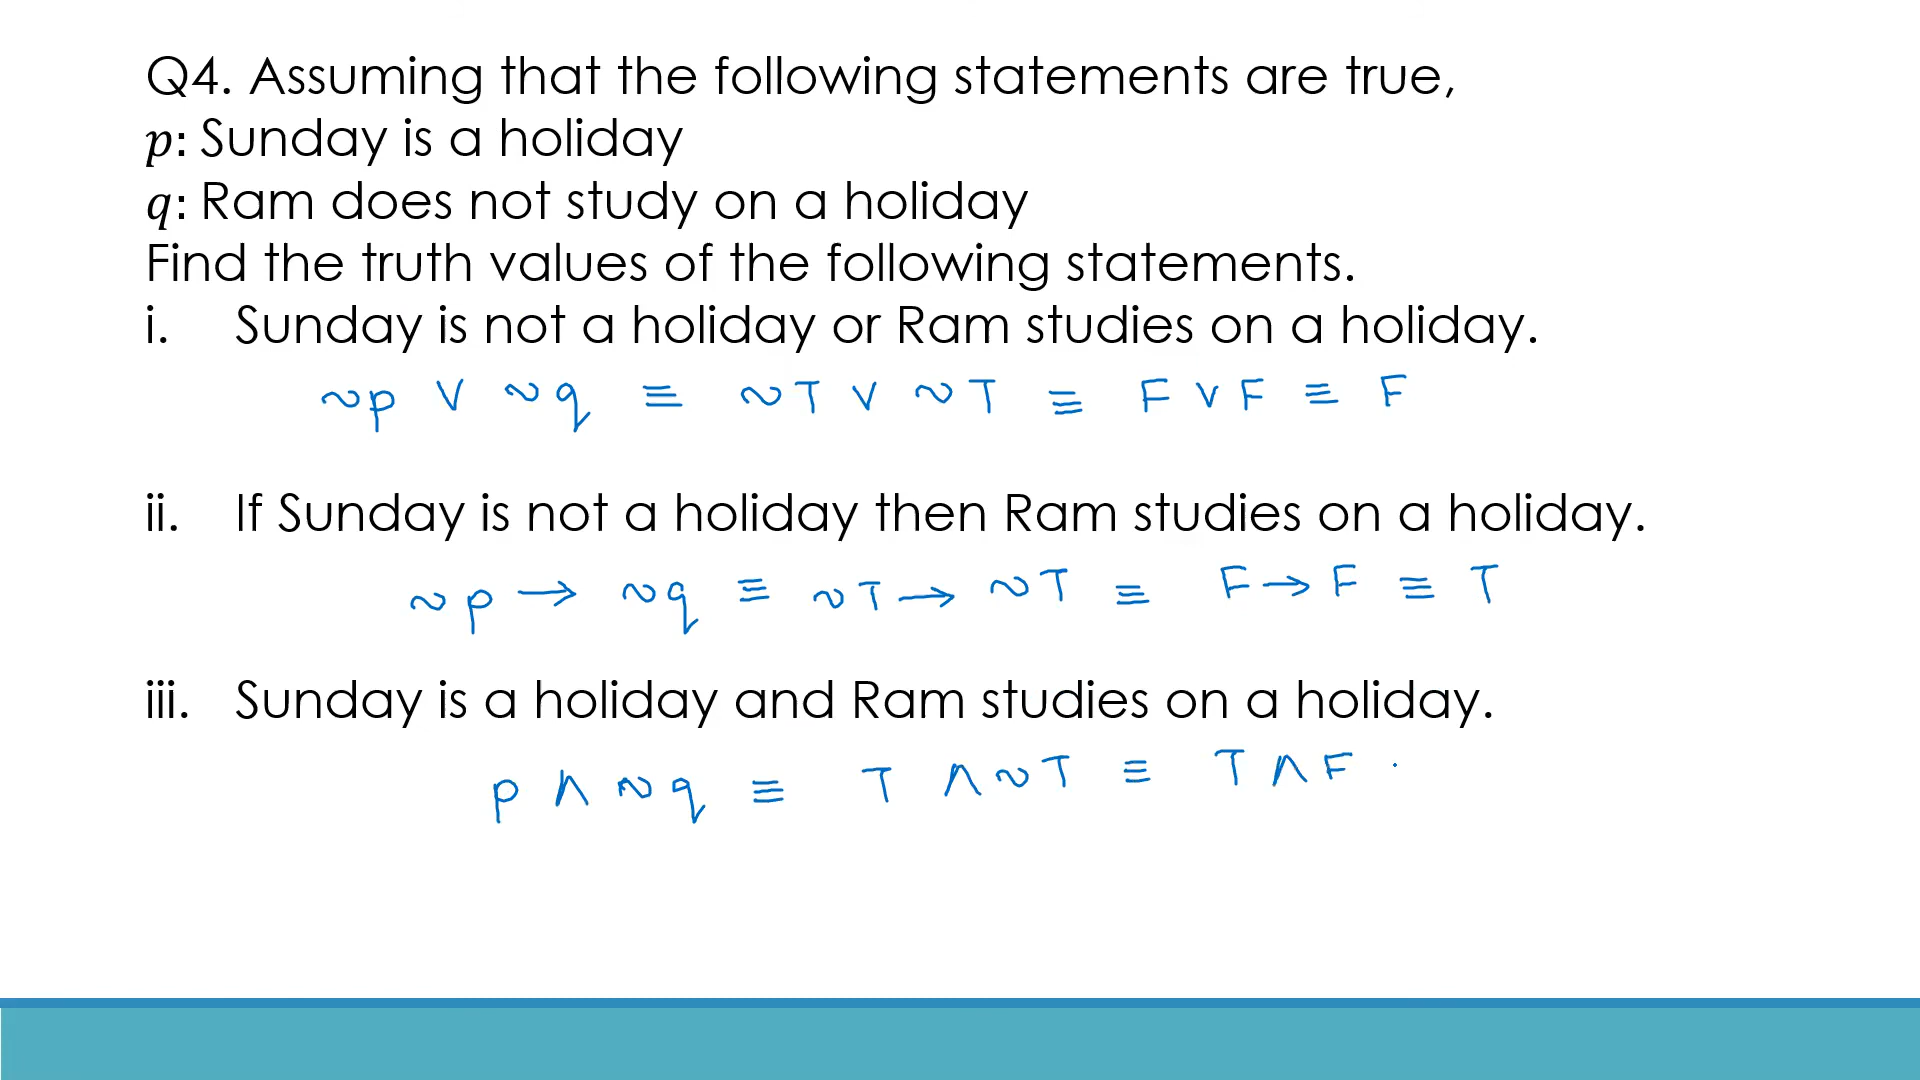 Q4. Assuming that the following statements are true,
p: Sunday is a holiday
q: Ram does not study on a holiday
Find the truth values of the following statements.
i. Sunday is not a holiday or Ram studies on a holiday.
~p ∨ ~q ≡ ~T ∨ ~T ≡ F ∨ F ≡ F
ii. If Sunday is not a holiday then Ram studies on a holiday.
~p → ~q ≡ ~T → ~T ≡ F → F ≡ T
iii. Sunday is a holiday and Ram studies on a holiday.
p ∧ ~q ≡ T ∧ ~T ≡ T ∧ F